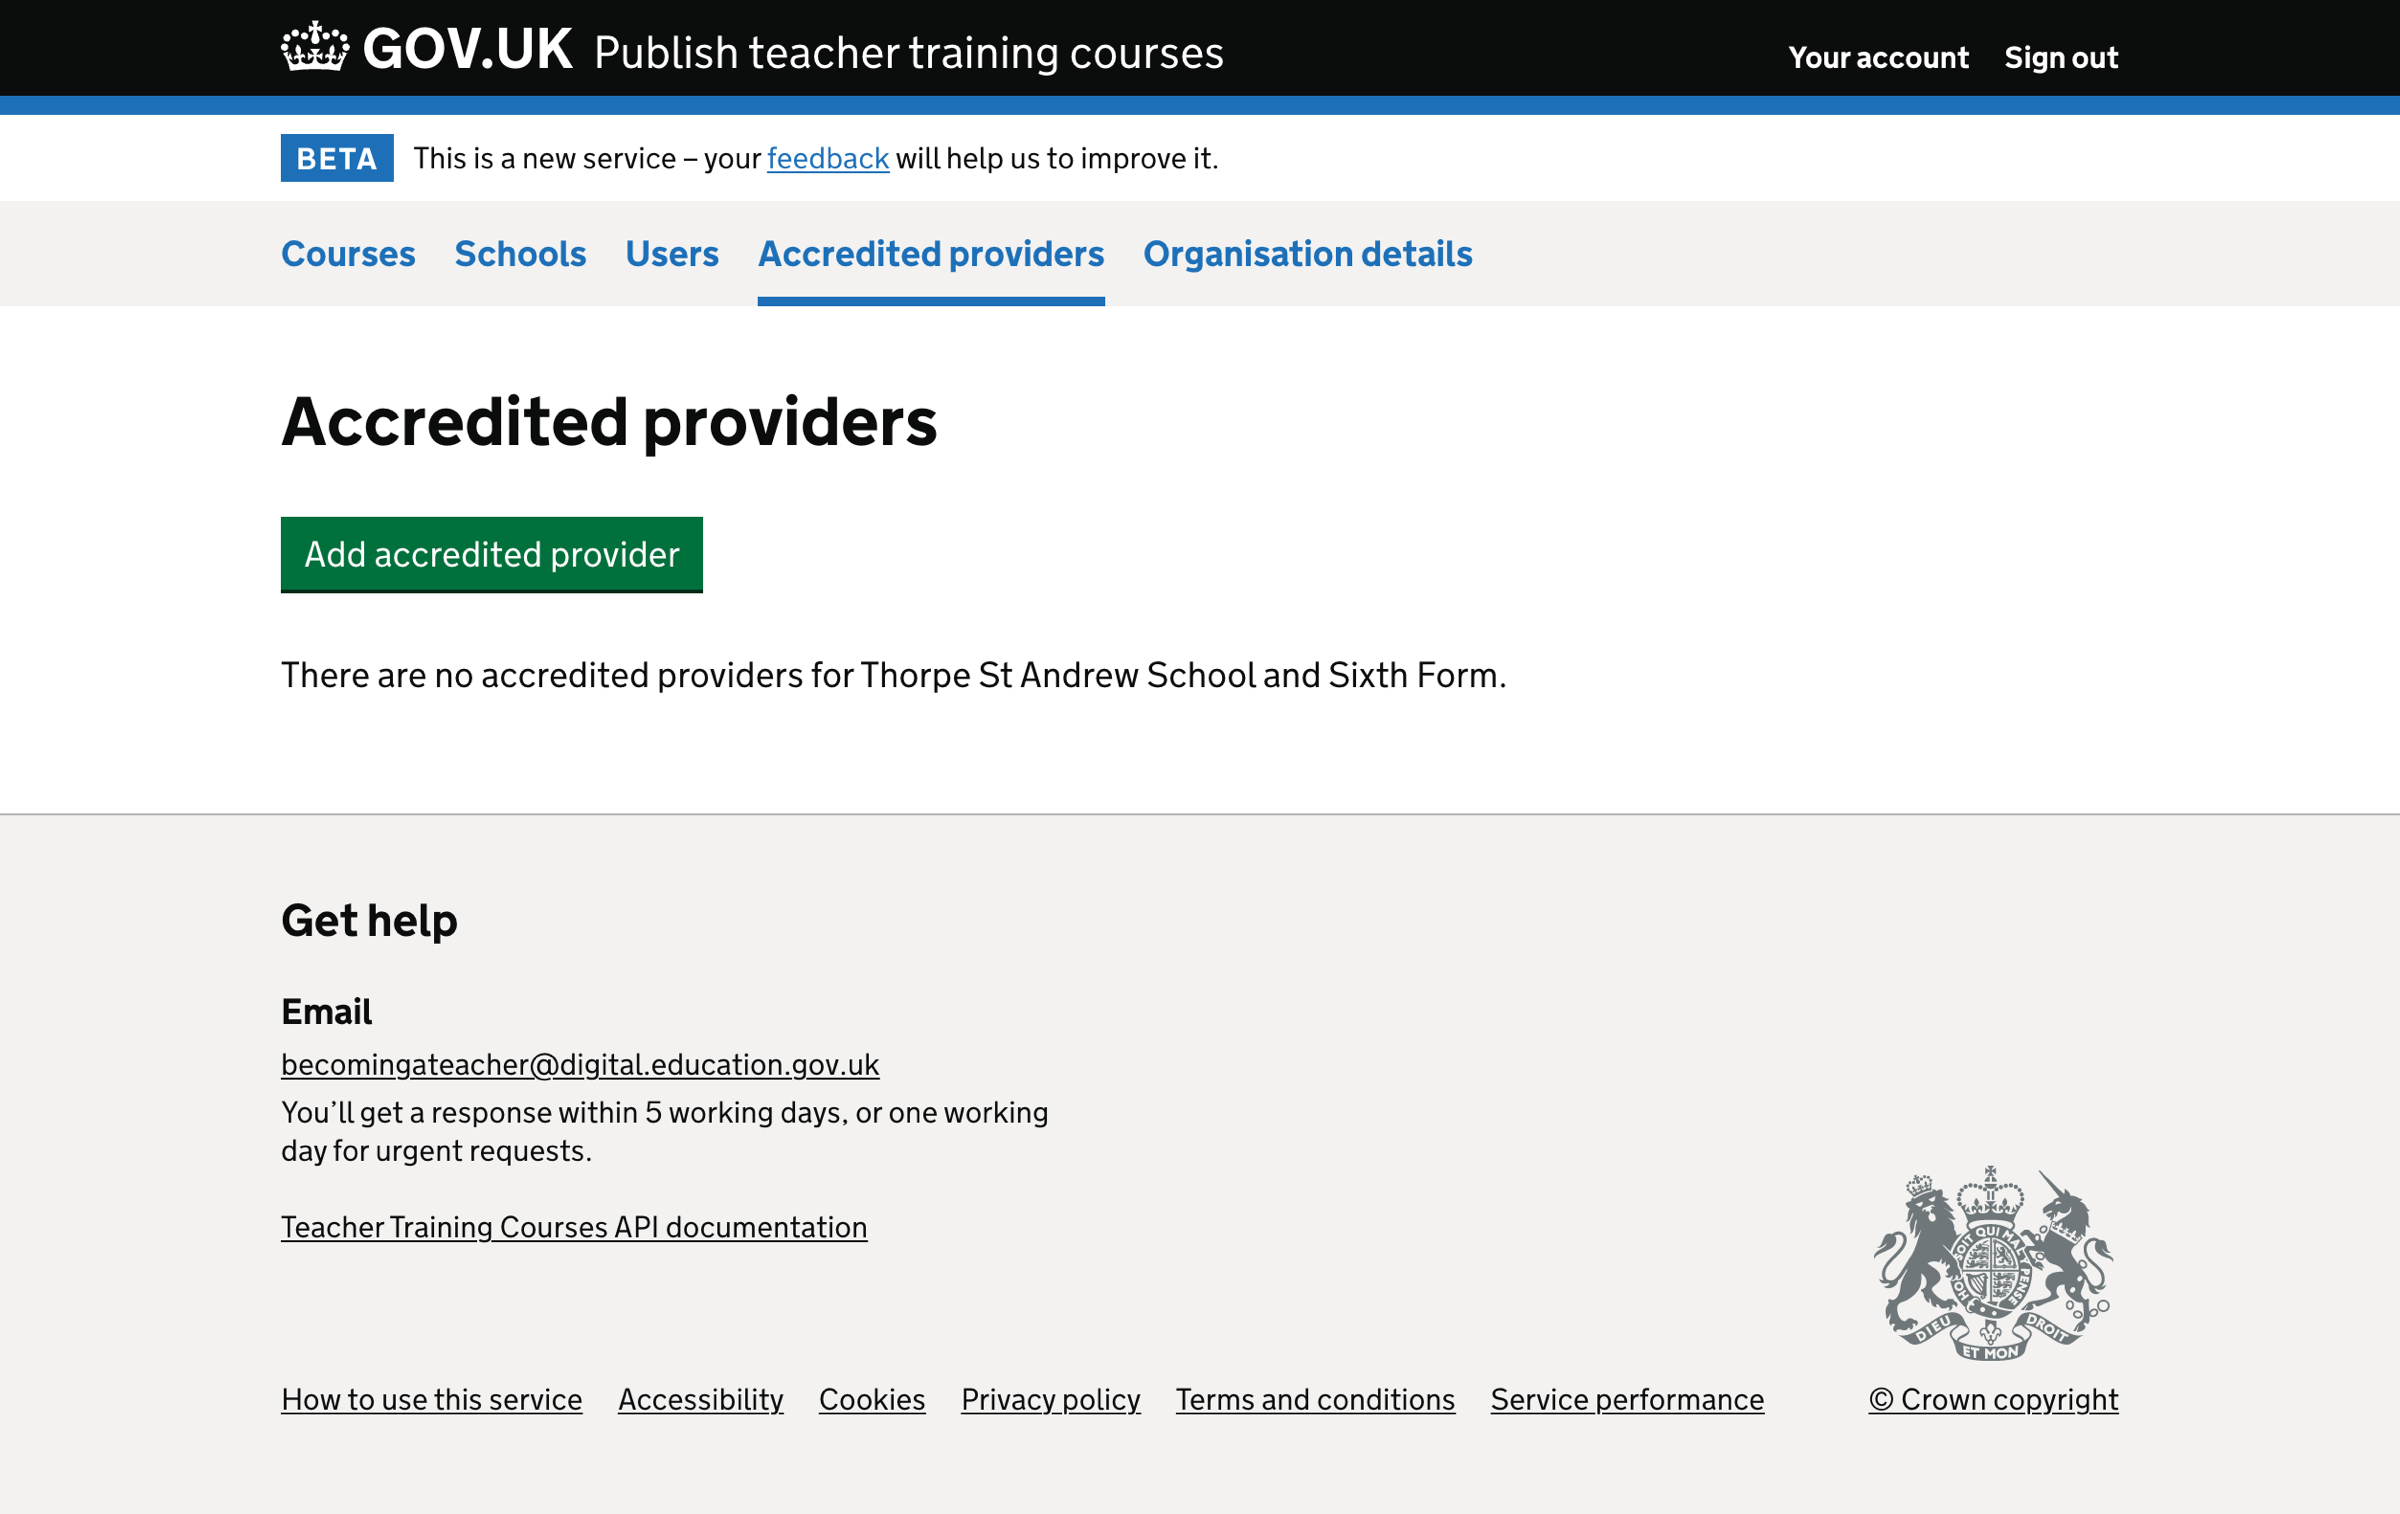 GOV.UK Publish teacher training courses Your account Sign out
BETA This is a new service – your feedback will help us to improve it.
Courses Schools Users Accredited providers Organisation details
Accredited providers
Add accredited provider
There are no accredited providers for Thorpe St Andrew School and Sixth Form.
Get help
Email
becomingateacher@digital.education.gov.uk
You’ll get a response within 5 working days, or one working
day for urgent requests.
Teacher Training Courses API documentation
DIEU ET MON DROIT
How to use this service Accessibility Cookies Privacy policy Terms and conditions Service performance © Crown copyright